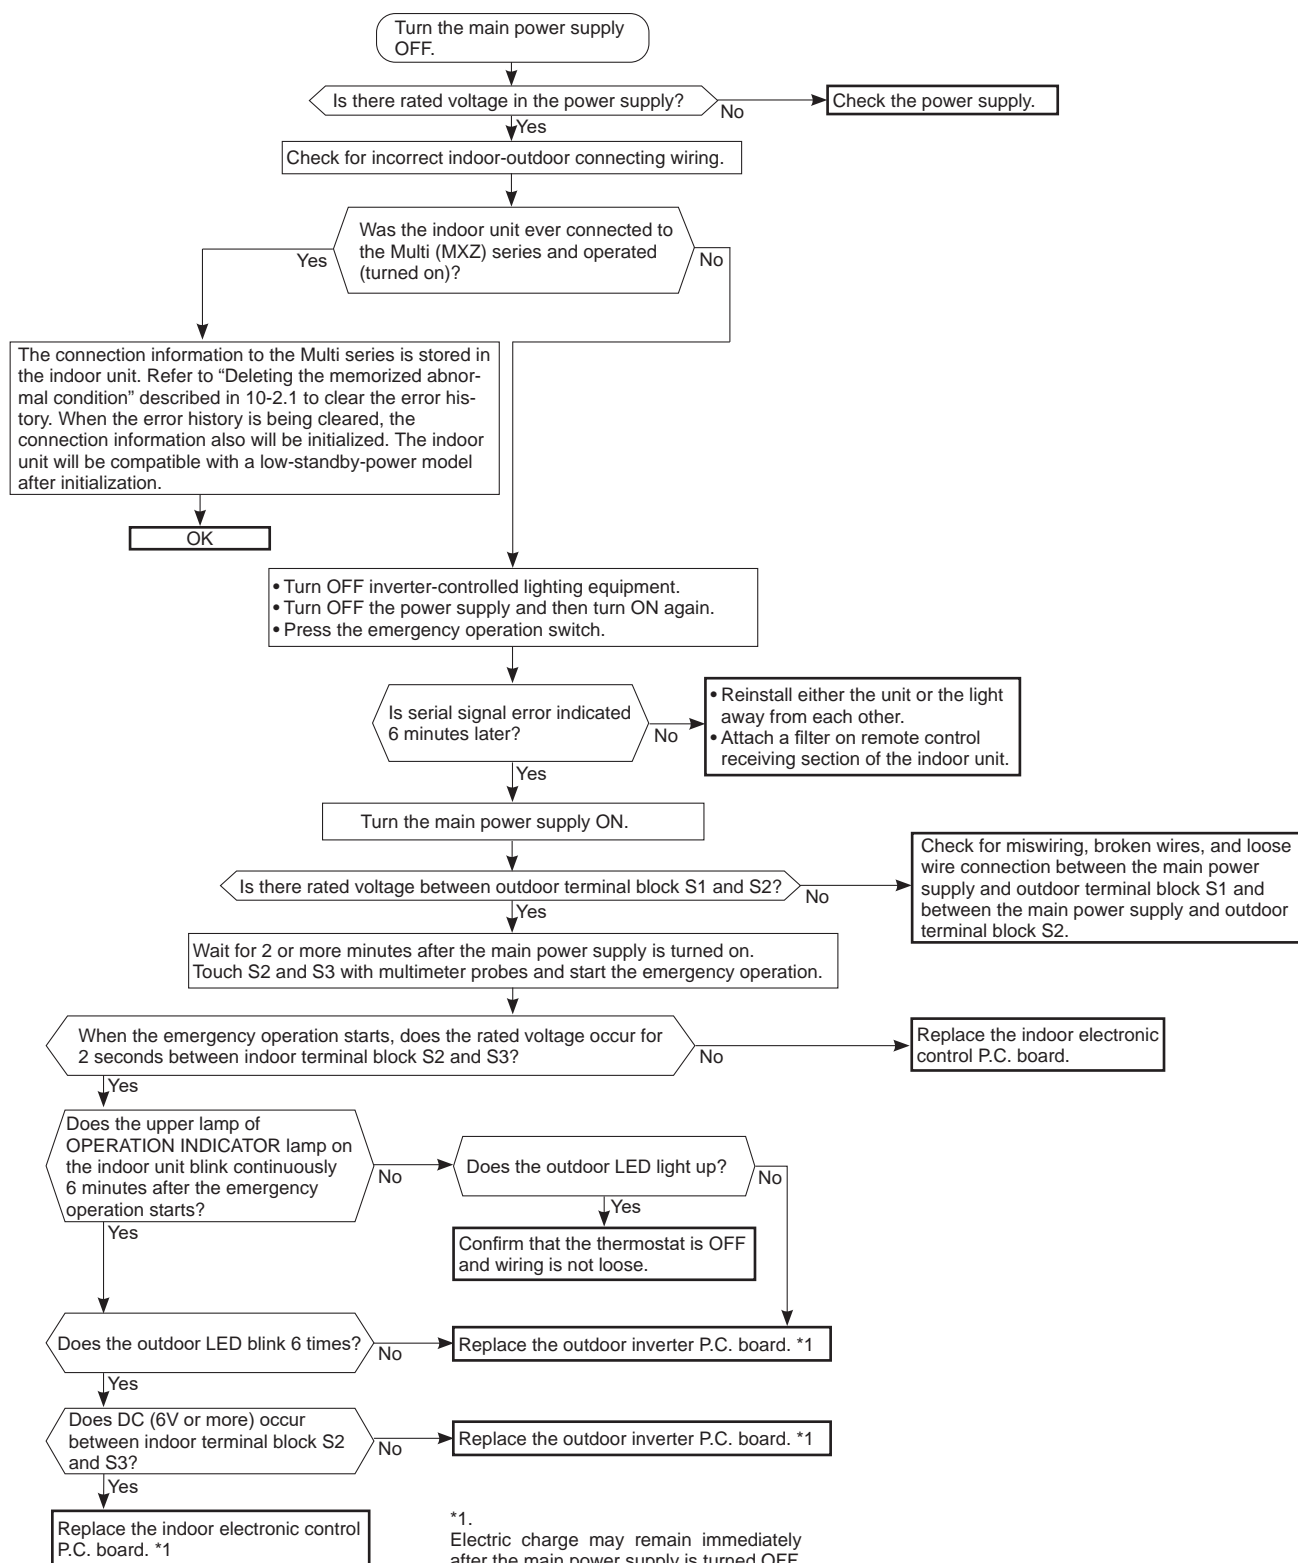 Turn the main power supply
OFF.
Is there rated voltage in the power supply?
No
Check the power supply.
Yes
Check for incorrect indoor-outdoor connecting wiring.
Was the indoor unit ever connected to
the Multi (MXZ) series and operated
(turned on)?
Yes
No
The connection information to the Multi series is stored in
the indoor unit. Refer to “Deleting the memorized abnor-
mal condition” described in 10-2.1 to clear the error his-
tory. When the error history is being cleared, the
connection information also will be initialized. The indoor
unit will be compatible with a low-standby-power model
after initialization.
OK
• Turn OFF inverter-controlled lighting equipment.
• Turn OFF the power supply and then turn ON again.
• Press the emergency operation switch.
Is serial signal error indicated
6 minutes later?
No
• Reinstall either the unit or the light
away from each other.
• Attach a filter on remote control
receiving section of the indoor unit.
Yes
Turn the main power supply ON.
Is there rated voltage between outdoor terminal block S1 and S2?
No
Check for miswiring, broken wires, and loose
wire connection between the main power
supply and outdoor terminal block S1 and
between the main power supply and outdoor
terminal block S2.
Yes
Wait for 2 or more minutes after the main power supply is turned on.
Touch S2 and S3 with multimeter probes and start the emergency operation.
When the emergency operation starts, does the rated voltage occur for
2 seconds between indoor terminal block S2 and S3?
No
Replace the indoor electronic
control P.C. board.
Yes
Does the upper lamp of
OPERATION INDICATOR lamp on
the indoor unit blink continuously
6 minutes after the emergency
operation starts?
No
Does the outdoor LED light up?
No
Yes
Confirm that the thermostat is OFF
and wiring is not loose.
Yes
Does the outdoor LED blink 6 times?
No
Replace the outdoor inverter P.C. board. *1
Yes
Does DC (6V or more) occur
between indoor terminal block S2
and S3?
No
Replace the outdoor inverter P.C. board. *1
Yes
Replace the indoor electronic control
P.C. board. *1
*1.
Electric charge may remain immediately
after the main power supply is turned OFF.